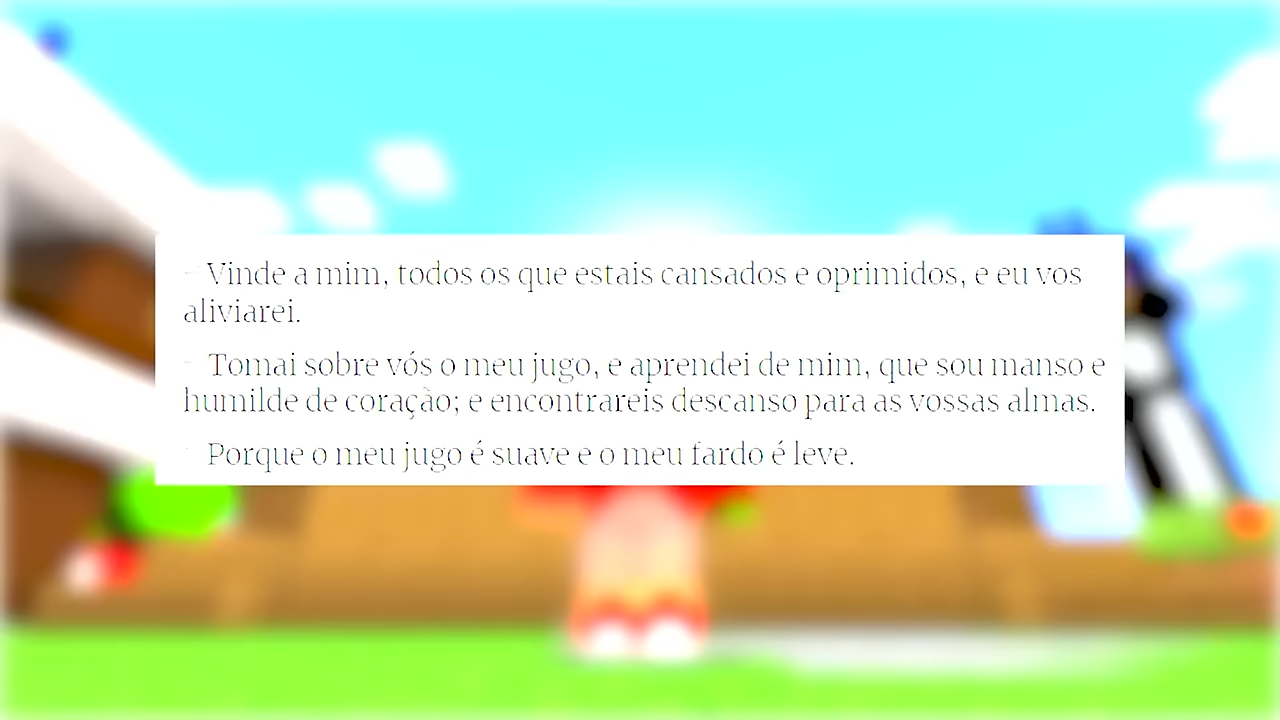 Vinde a mim, todos os que estais cansados e oprimidos, e eu vos
aliviarei.
Tomai sobre vós o meu jugo, e aprendei de mim, que sou manso e
humilde de coração; e encontrareis descanso para as vossas almas.
Porque o meu jugo é suave e o meu fardo é leve.